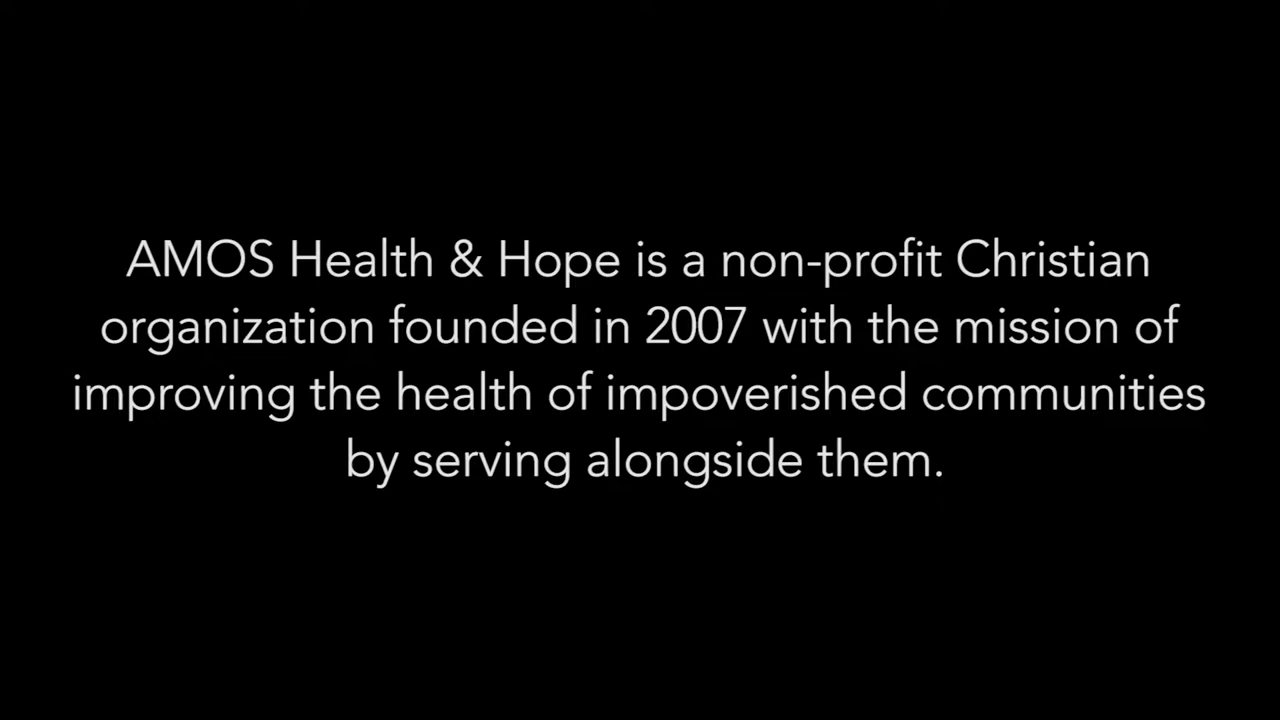 AMOS Health & Hope is a non-profit Christian
organization founded in 2007 with the mission of
improving the health of impoverished communities
by serving alongside them.